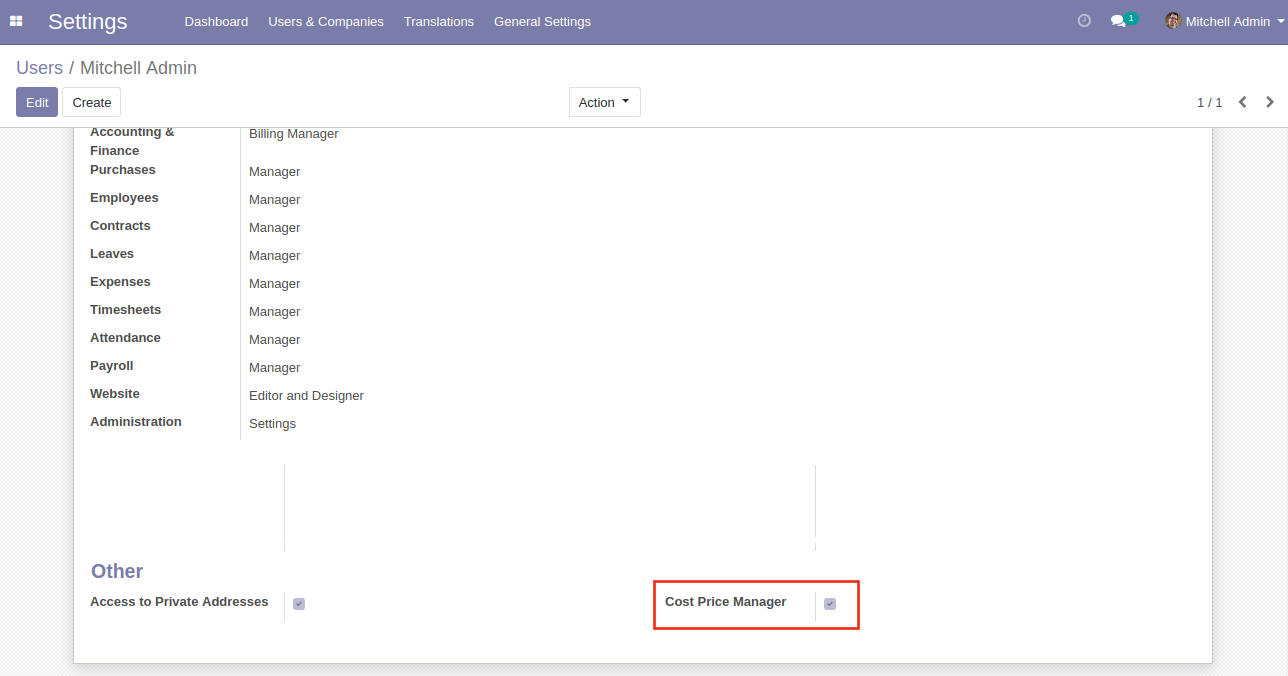 Settings Dashboard Users & Companies Translations General Settings 1 Mitchell Admin
Users / Mitchell Admin
Edit Create Action 1 / 1
Accounting & Finance Billing Manager
Purchases Manager
Employees Manager
Contracts Manager
Leaves Manager
Expenses Manager
Timesheets Manager
Attendance Manager
Payroll Manager
Website Editor and Designer
Administration Settings
Other
Access to Private Addresses Cost Price Manager